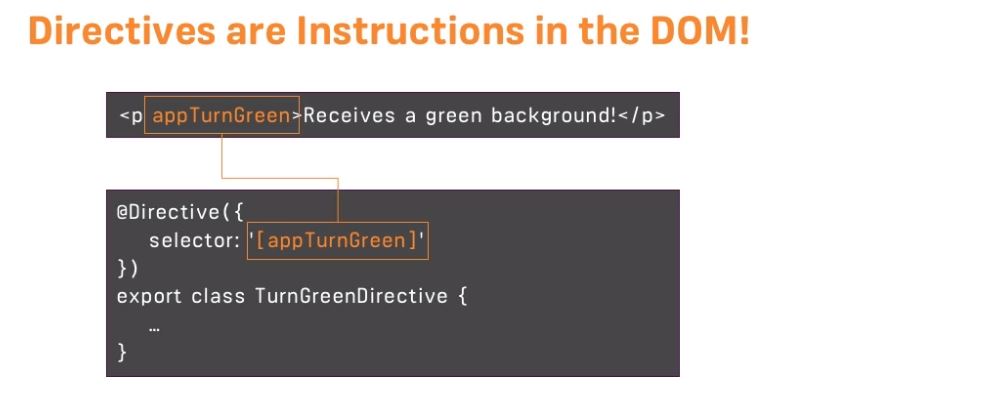 Directives are Instructions in the DOM!
<p appTurnGreen>Receives a green background!</p>
@Directive({
selector: '[appTurnGreen]'
})
export class TurnGreenDirective {
…
}